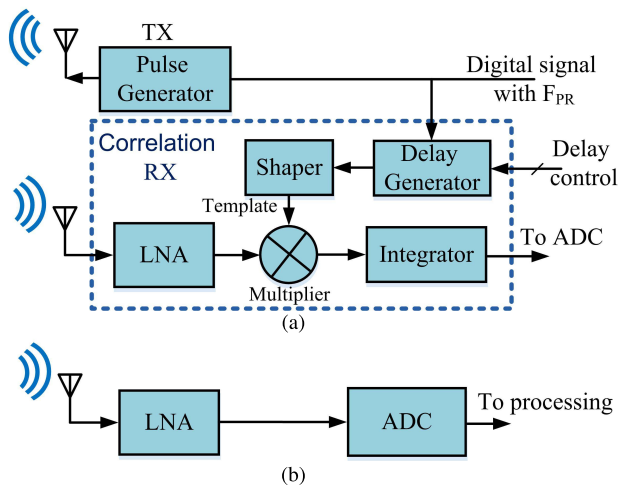 TX
Pulse
Generator
Digital signal
with FPR
Correlation
RX
Shaper
Delay
Generator
Delay
control
Template
LNA
Multiplier
Integrator
To ADC
(a)
LNA
ADC
To processing
(b)